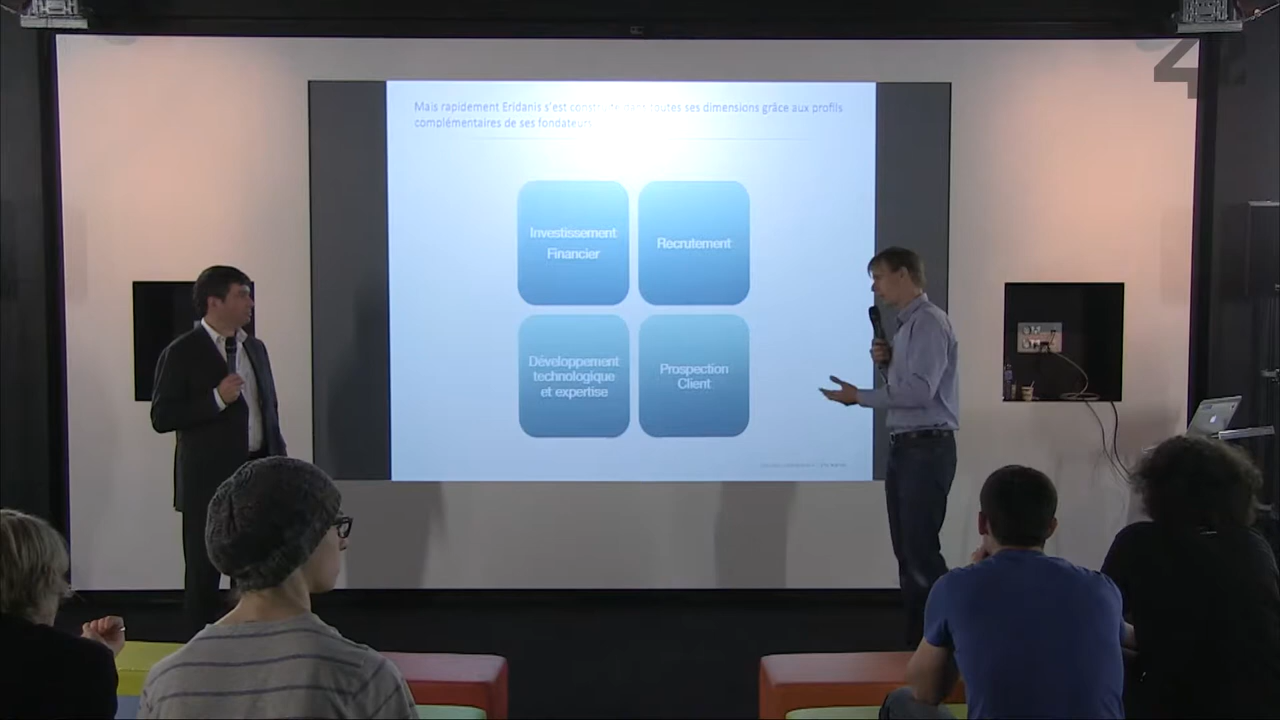 Mais rapidement Eridanis s'est construite dans toutes ses dimensions grâce aux profils
complémentaires de ses fondateurs
Investissement
Financier
Recrutement
Développement
technologique
et expertise
Prospection
Client
4